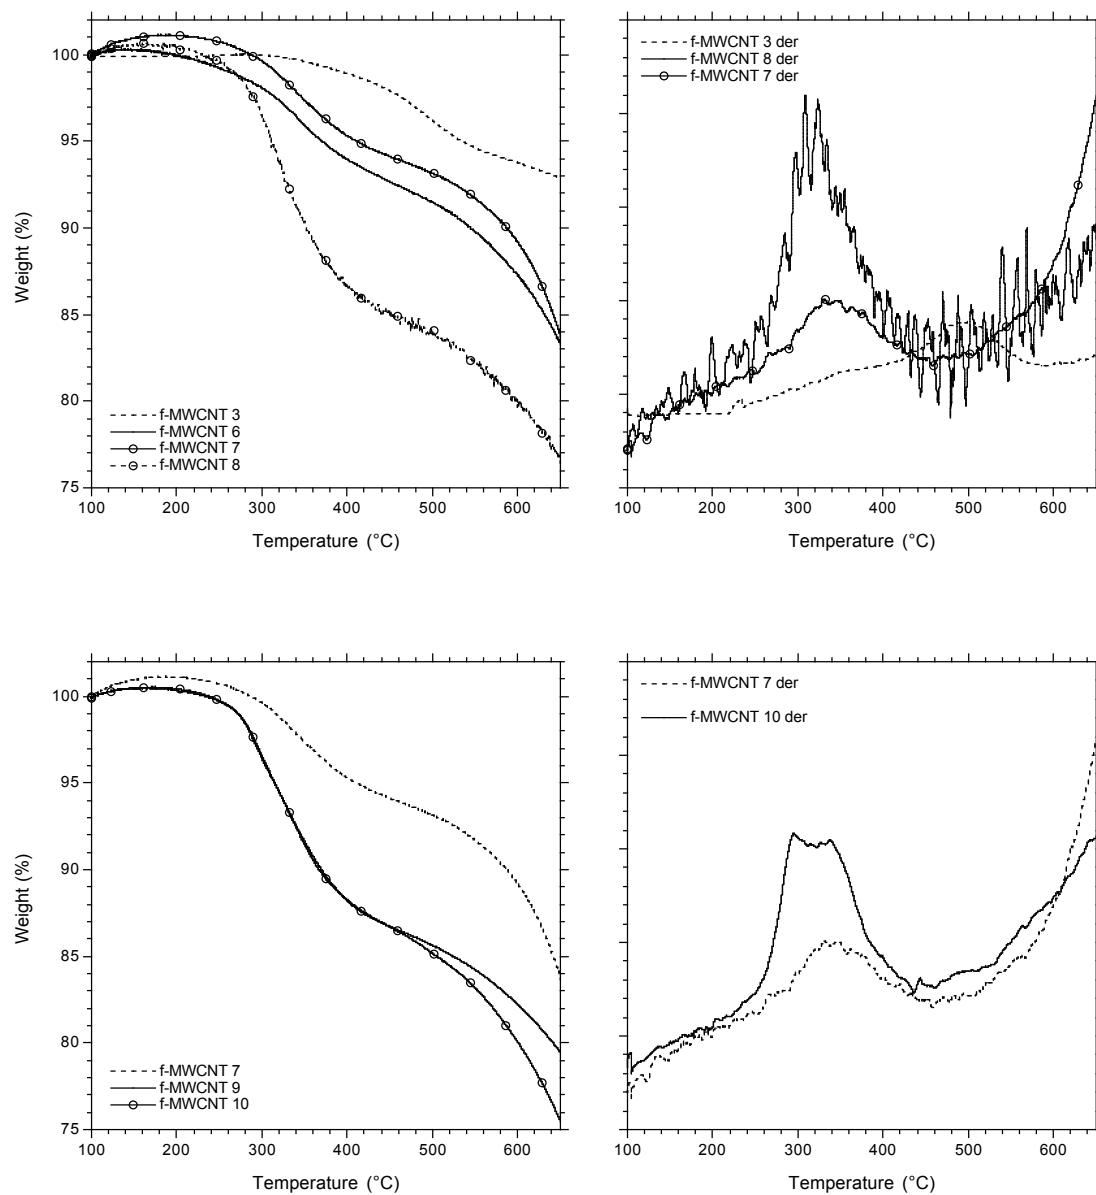 100
95
90
85
80
75
Weight (%)
f-MWCNT 3
f-MWCNT 6
f-MWCNT 7
f-MWCNT 8
100 200 300 400 500 600
Temperature (°C)
f-MWCNT 3 der
f-MWCNT 8 der
f-MWCNT 7 der
100 200 300 400 500 600
Temperature (°C)
100
95
90
85
80
75
Weight (%)
f-MWCNT 7
f-MWCNT 9
f-MWCNT 10
100 200 300 400 500 600
Temperature (°C)
f-MWCNT 7 der
f-MWCNT 10 der
100 200 300 400 500 600
Temperature (°C)